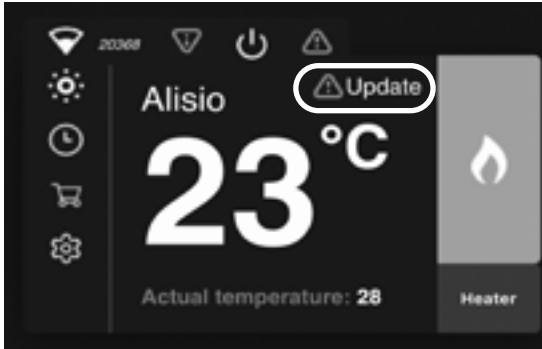 20368
Alisio
Update
23°C
Actual temperature: 28
Heater